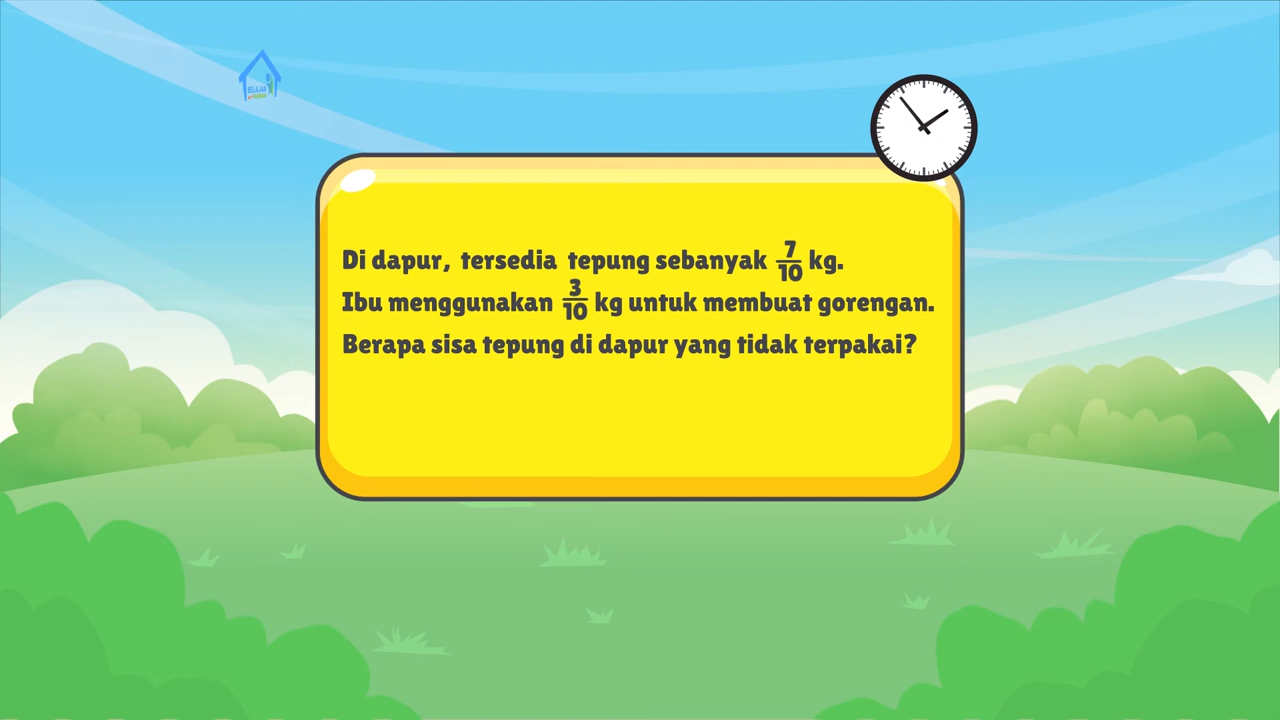 BELAJAR
Di dapur, tersedia tepung sebanyak 7/10 kg.
Ibu menggunakan 3/10 kg untuk membuat gorengan.
Berapa sisa tepung di dapur yang tidak terpakai?